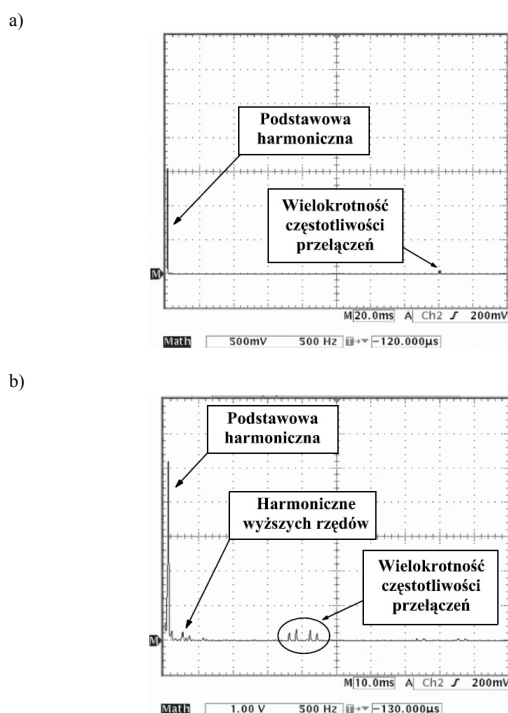 a)
Podstawowa
harmoniczna
Wielokrotność
częstotliwości
przełączeń
M
M 20.0ms A Ch2 ∫ 200mV
Math 500mV 500 Hz T→▼ -120.000µs
b)
Podstawowa
harmoniczna
Harmoniczne
wyższych rzędów
Wielokrotność
częstotliwości
przełączeń
M
M 10.0ms A Ch2 ∫ 200mV
Math 1.00 V 500 Hz T→▼ -130.000µs